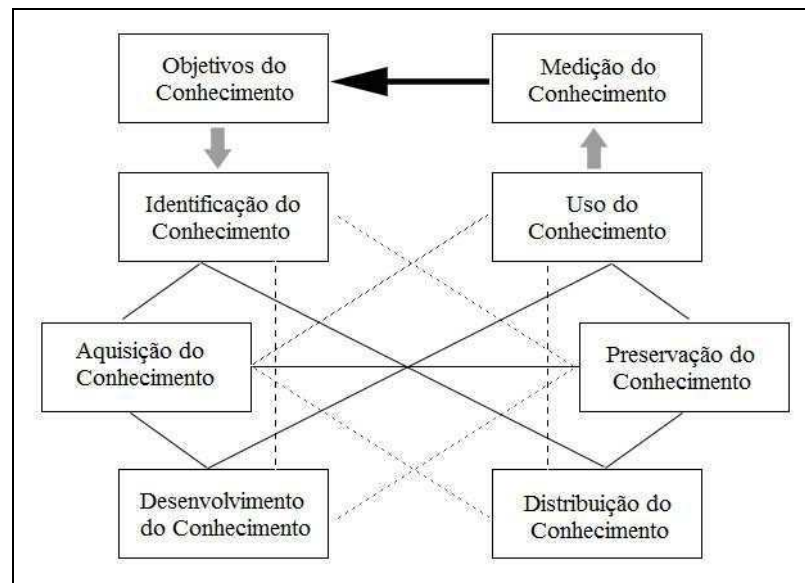 Objetivos do
Conhecimento
Medição do
Conhecimento
Identificação do
Conhecimento
Uso do
Conhecimento
Aquisição do
Conhecimento
Preservação do
Conhecimento
Desenvolvimento
do Conhecimento
Distribuição do
Conhecimento